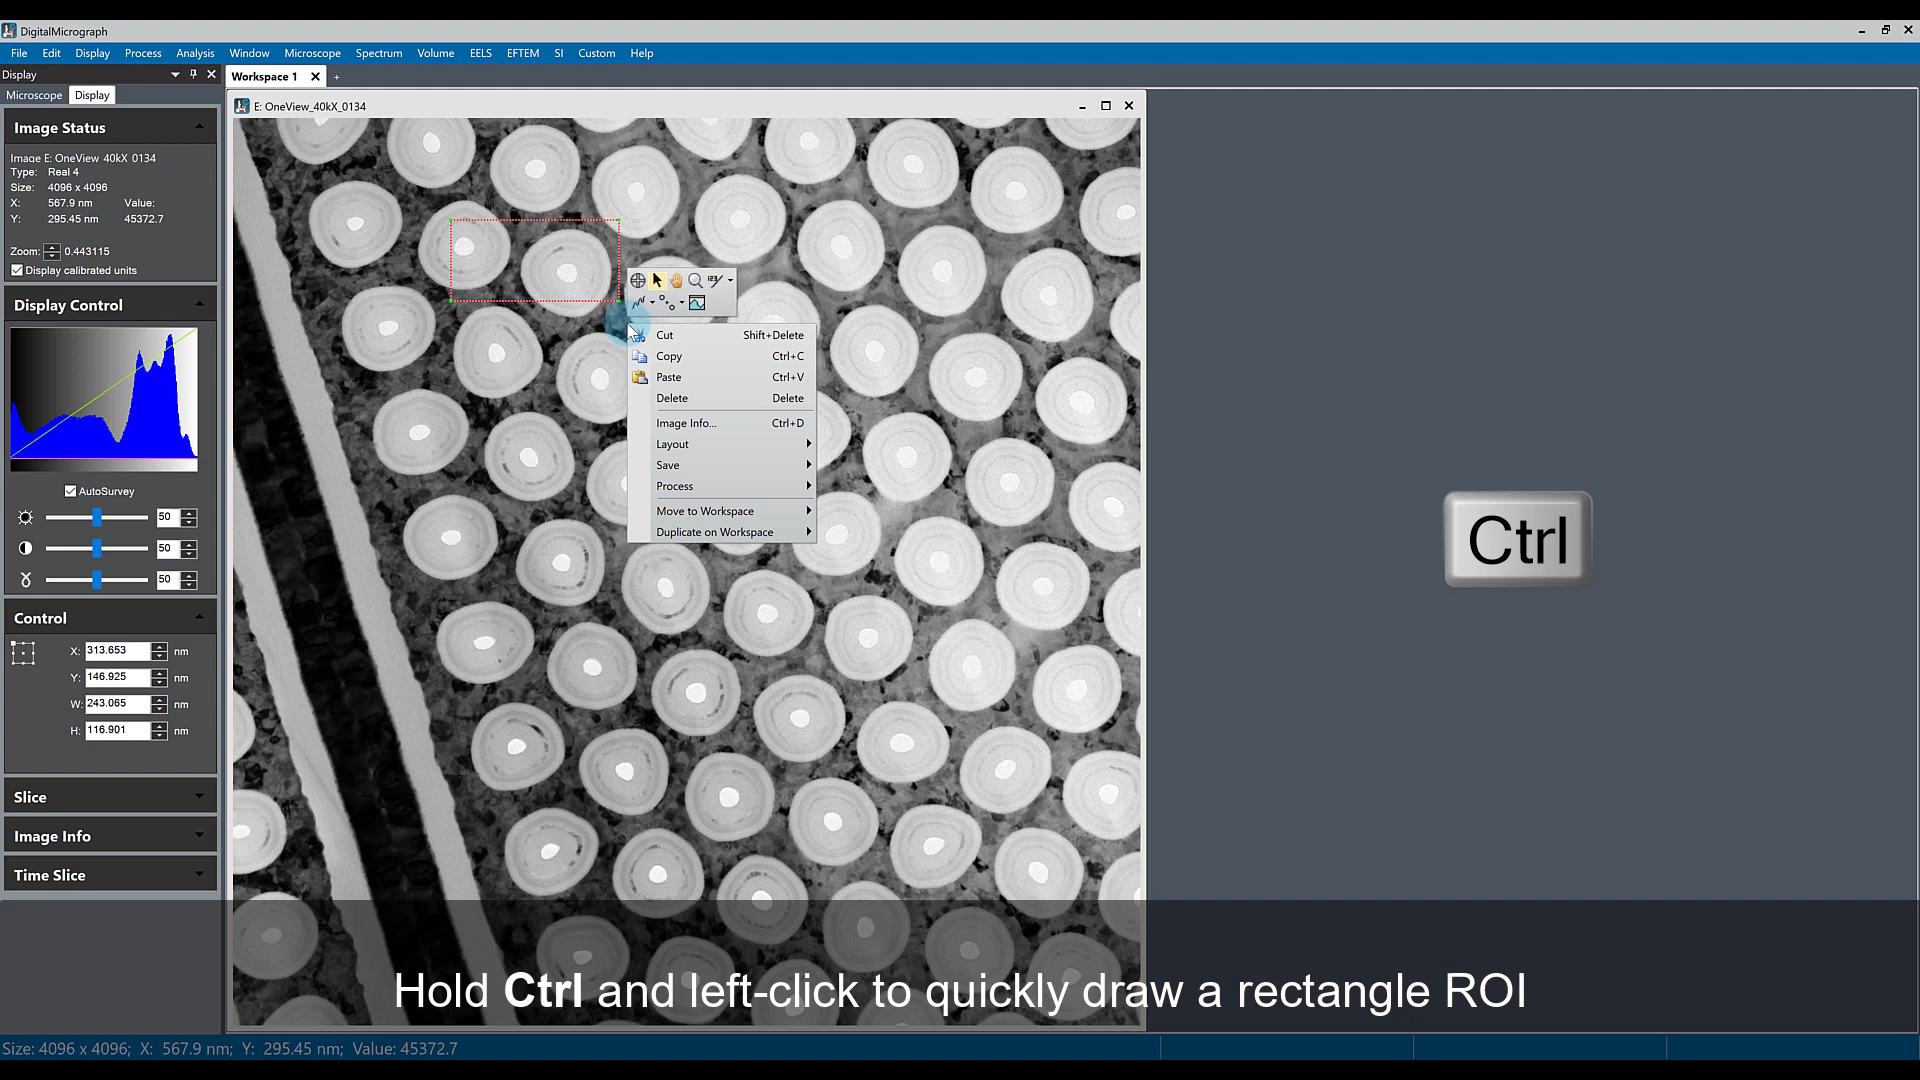 DigitalMicrograph
File Edit Display Process Analysis Window Microscope Spectrum Volume EELS EFTEM SI Custom Help
Display
Workspace 1
Microscope Display
Image Status
Image E: OneView 40kX 0134
Type: Real 4
Size: 4096 x 4096
X: 567.9 nm Value:
Y: 295.45 nm 45372.7
Zoom: 0.443115
Display calibrated units
Display Control
AutoSurvey
50
50
50
Control
X: 313.653 nm
Y: 146.925 nm
W: 243.065 nm
H: 116.901 nm
Slice
Image Info
Time Slice
E: OneView_40kX_0134
Cut Shift+Delete
Copy Ctrl+C
Paste Ctrl+V
Delete Delete
Image Info... Ctrl+D
Layout
Save
Process
Move to Workspace
Duplicate on Workspace
Ctrl
Hold Ctrl and left-click to quickly draw a rectangle ROI
Size: 4096 x 4096; X: 567.9 nm; Y: 295.45 nm; Value: 45372.7